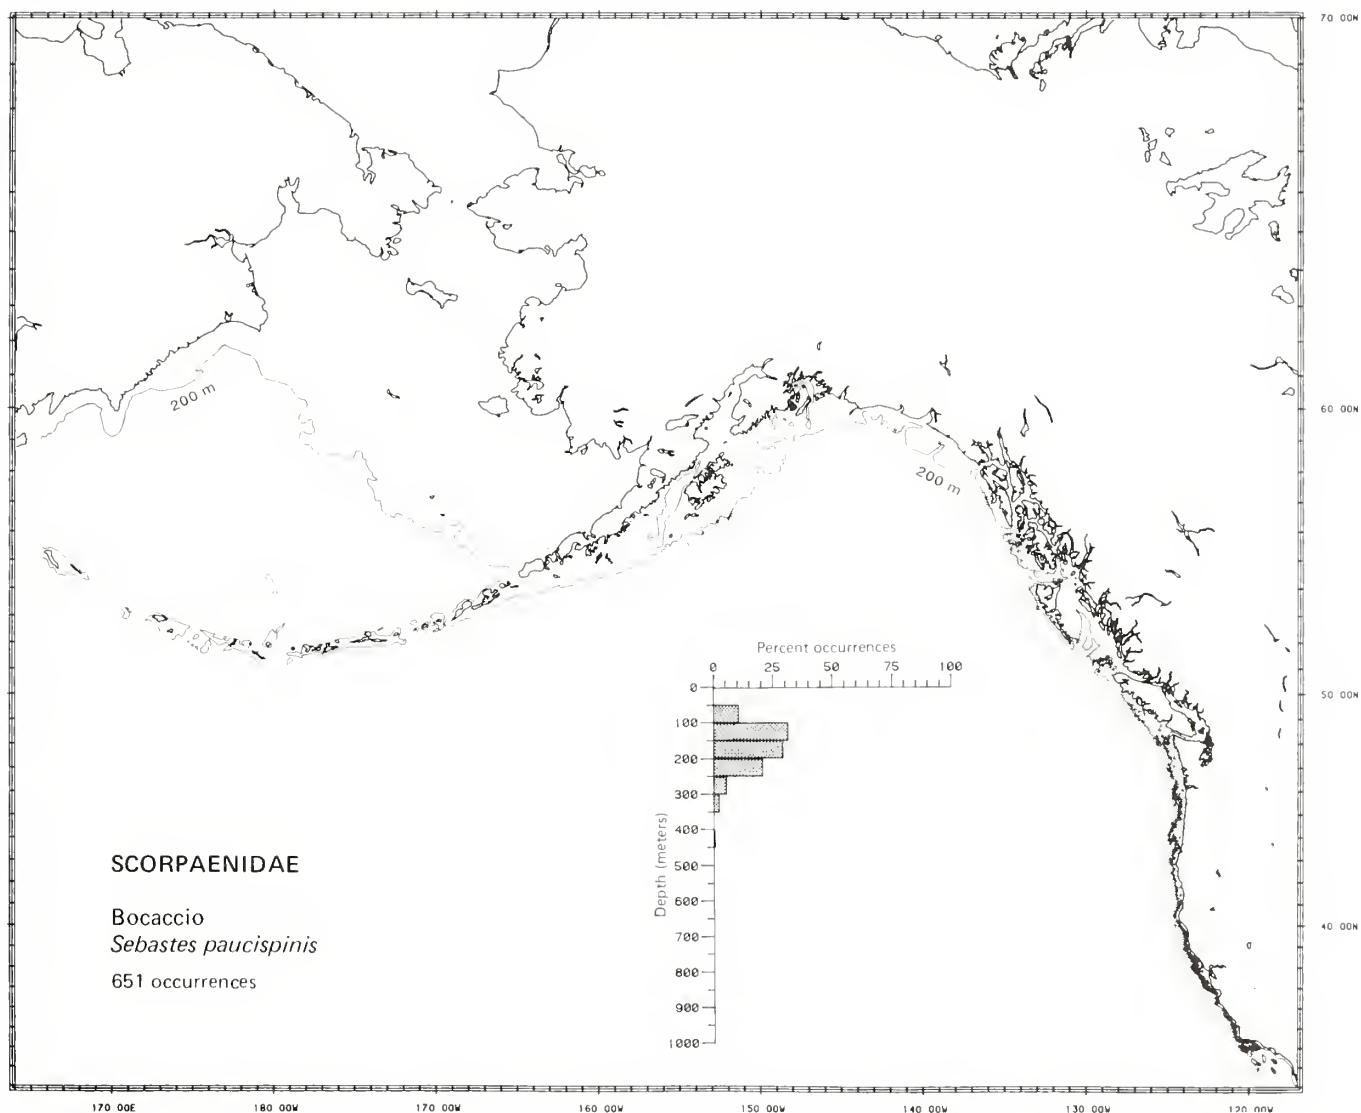 70 00N
200 m
60 00N
200 m
Percent occurrences
0 25 50 75 100
0
50 00N
100
200
300
400
500
600
700
800
900
1000
Depth (meters)
SCORPAENIDAE
Bocaccio
Sebastes paucispinis
651 occurrences
40 00N
170 00E 180 00W 170 00W 160 00W 150 00W 140 00W 130 00W 120 00W